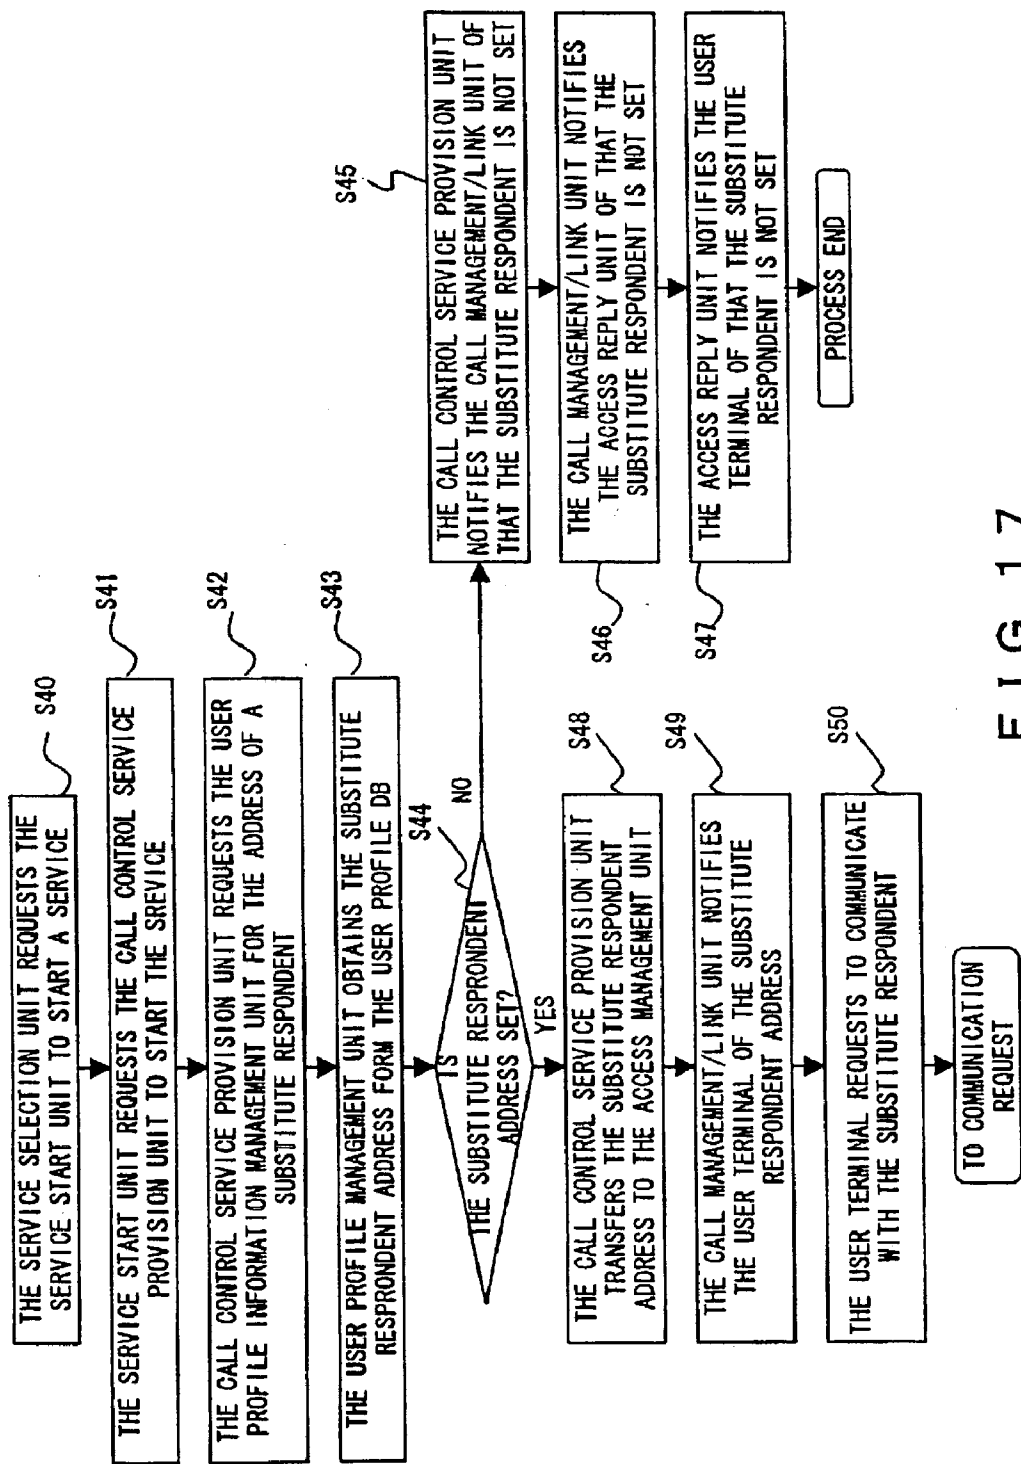 S40
THE SERVICE SELECTION UNIT REQUESTS THE
SERVICE START UNIT TO START A SERVICE
S41
THE SERVICE START UNIT REQUESTS THE CALL CONTROL SERVICE
PROVISION UNIT TO START THE SREVICE
S42
THE CALL CONTROL SERVICE PROVISION UNIT REQUESTS THE USER
PROFILE INFORMATION MANAGEMENT UNIT FOR THE ADDRESS OF A
SUBSTITUTE RESPONDENT
S43
THE USER PROFILE MANAGEMENT UNIT OBTAINS THE SUBSTITUTE
RESPRONDENT ADDRESS FORM THE USER PROFILE DB
S44
IS
THE SUBSTITUTE RESPRONDENT
ADDRESS SET?
NO
YES
S45
THE CALL CONTROL SERVICE PROVISION UNIT
NOTIFIES THE CALL MANAGEMENT/LINK UNIT OF
THAT THE SUBSTITUTE RESPONDENT IS NOT SET
S46
THE CALL MANAGEMENT/LINK UNIT NOTIFIES
THE ACCESS REPLY UNIT OF THAT THE
SUBSTITUTE RESPONDENT IS NOT SET
S47
THE ACCESS REPLY UNIT NOTIFIES THE USER
TERMINAL OF THAT THE SUBSTITUTE
RESPONDENT IS NOT SET
PROCESS END
S48
THE CALL CONTROL SERVICE PROVISION UNIT
TRANSFERS THE SUBSTITUTE RESPONDENT
ADDRESS TO THE ACCESS MANAGEMENT UNIT
S49
THE CALL MANAGEMENT/LINK UNIT NOTIFIES
THE USER TERMINAL OF THE SUBSTITUTE
RESPONDENT ADDRESS
S50
THE USER TERMINAL REQUESTS TO COMMUNICATE
WITH THE SUBSTITUTE RESPONDENT
TO COMMUNICATION
REQUEST
FIG 17